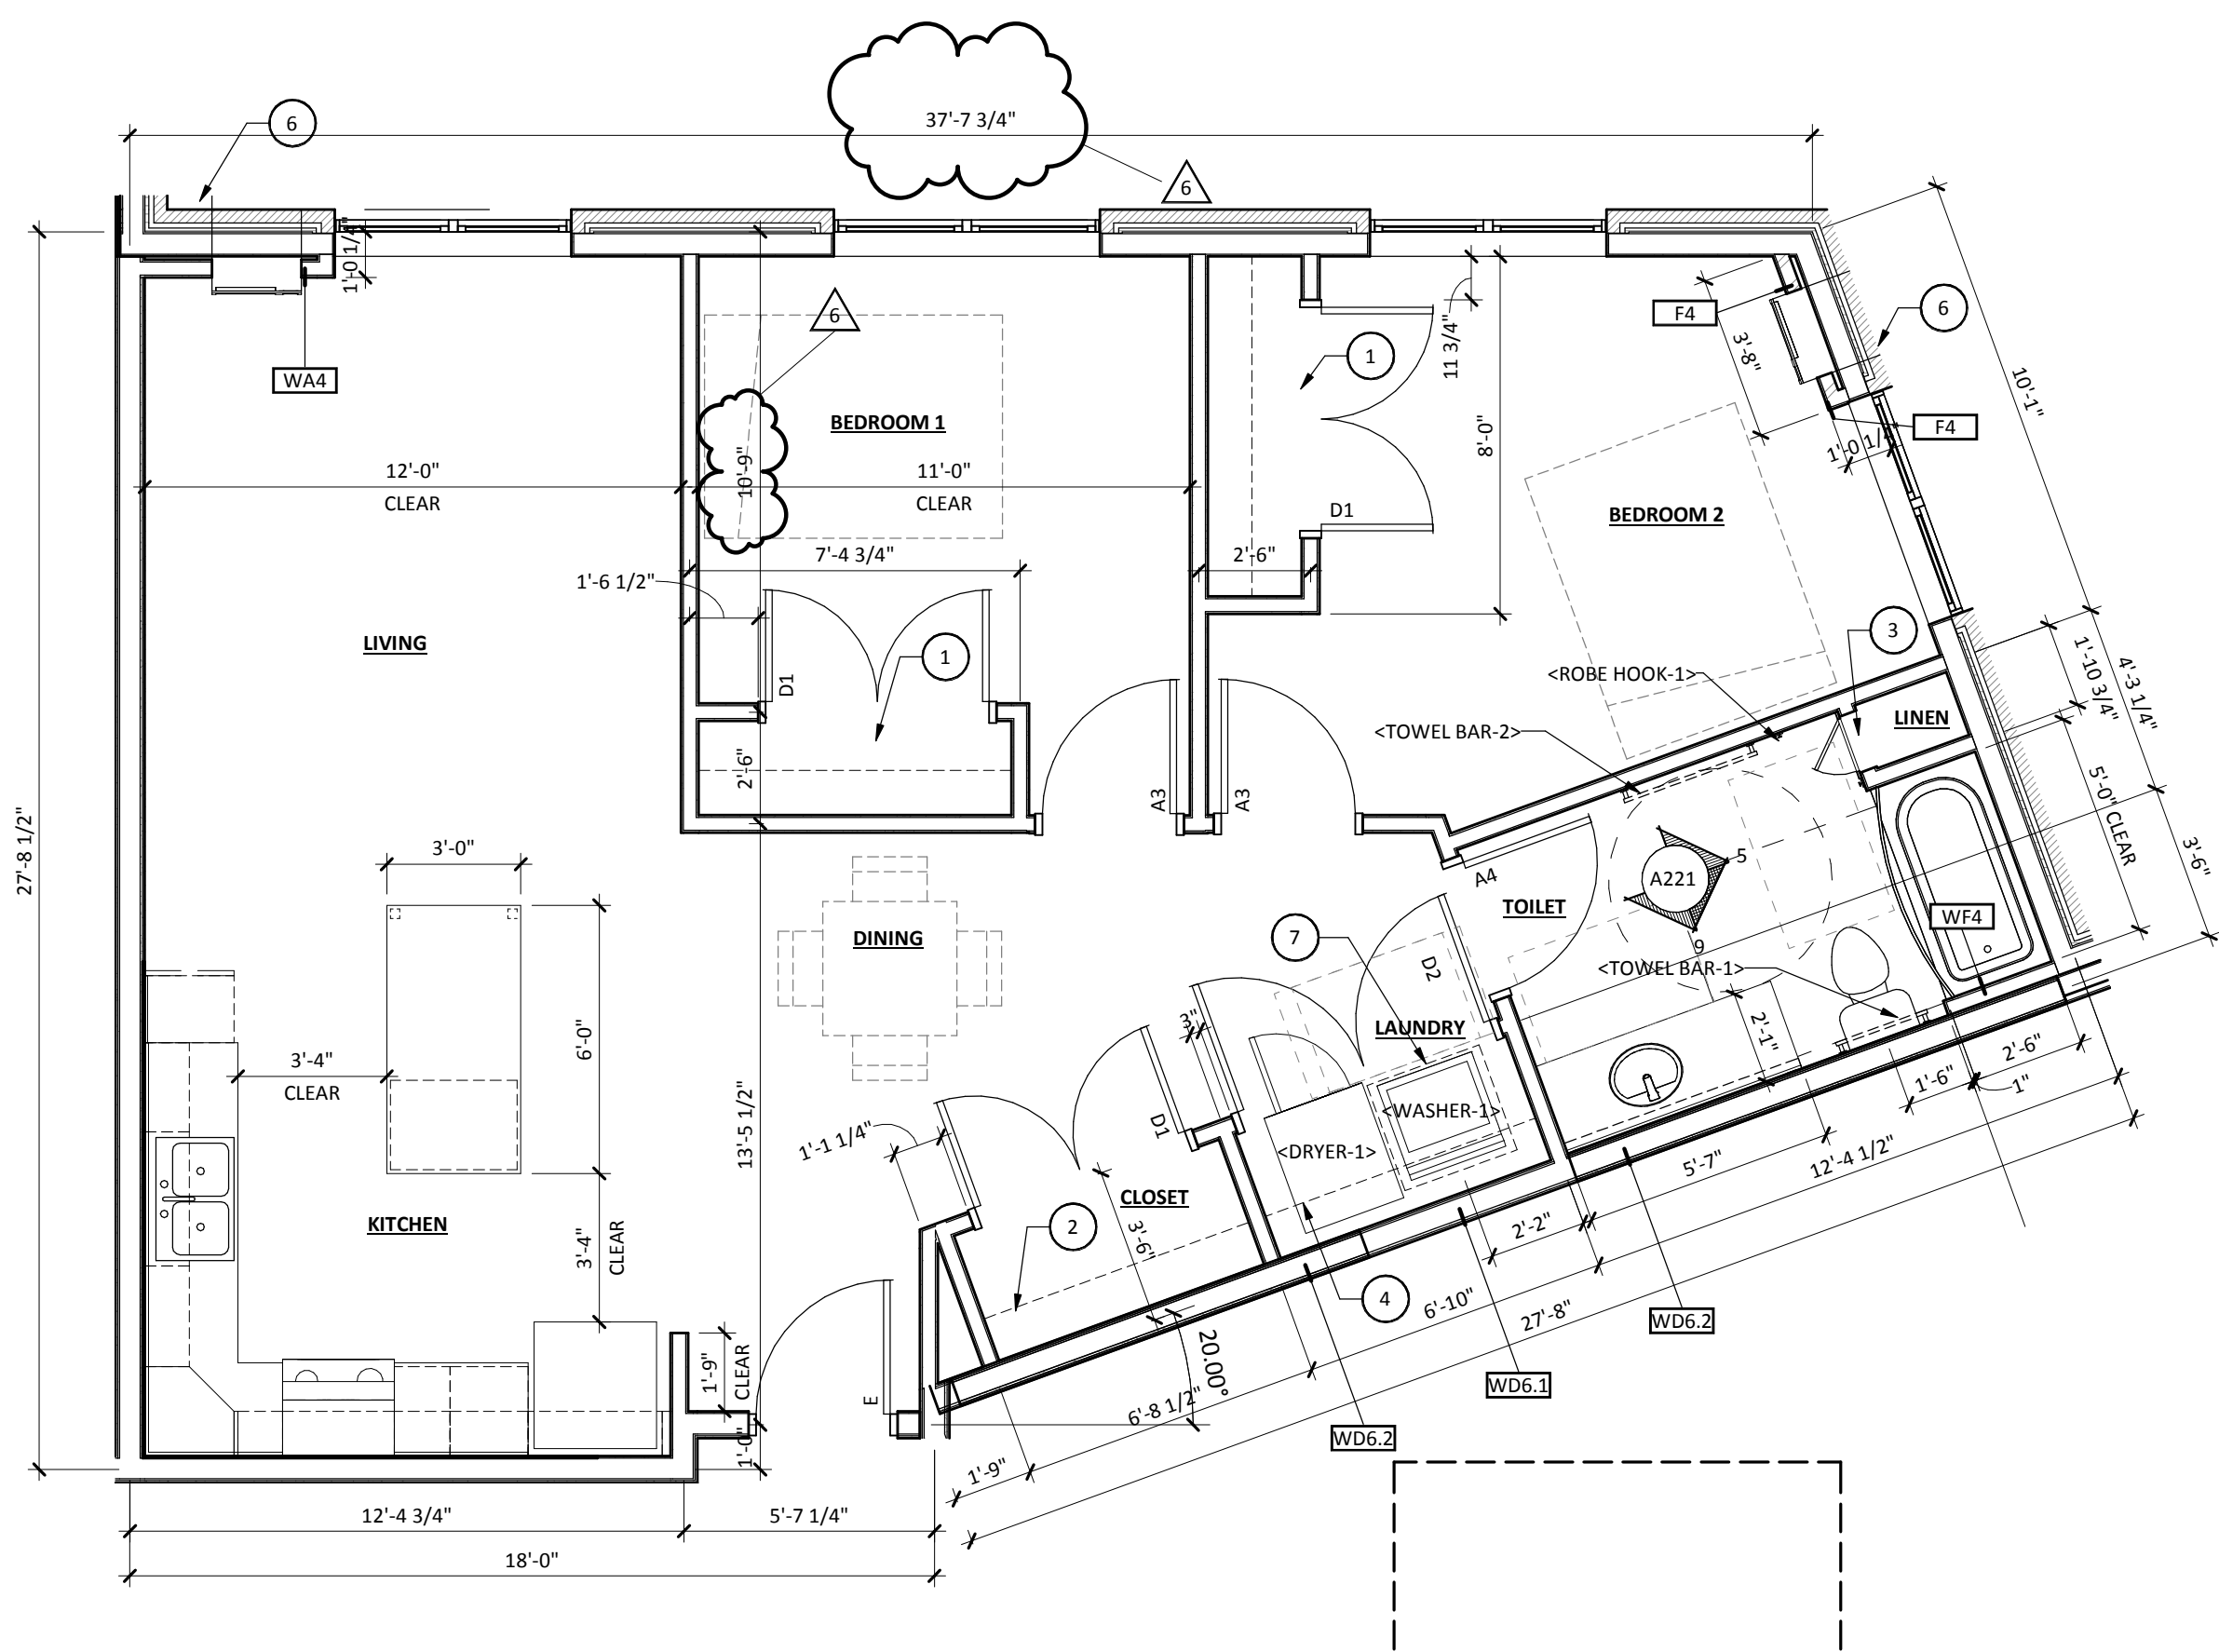 37'-7 3/4"
6
6
1'-0 1/4"
WA4
6
BEDROOM 1
12'-0"
CLEAR
10'-9"
11'-0"
CLEAR
7'-4 3/4"
1'-6 1/2"
D1
1
2'-6"
LIVING
1
11 3/4"
8'-0"
D1
2'-6"
F4
3'-8"
6
F4
1'-0 1/4"
10'-1"
BEDROOM 2
3
<ROBE HOOK-1>
<TOWEL BAR-2>
LINEN
1'-10 3/4"
4'-3 1/4"
5'-0" CLEAR
3'-6"
A3
A3
A4
TOILET
A221
5
9
WF4
<TOWEL BAR-1>
27'-8 1/2"
3'-0"
DINING
6'-0"
3'-4"
CLEAR
13'-5 1/2"
7
D2
LAUNDRY
3"
<WASHER-1>
<DRYER-1>
D1
1'-1 1/4"
CLOSET
2
3'-6"
KITCHEN
3'-4"
CLEAR
1'-9"
CLEAR
1'-0"
E
20.00°
4
2'-1"
2'-6"
1'-6"
1"
5'-7"
12'-4 1/2"
2'-2"
6'-10"
27'-8"
6'-8 1/2"
1'-9"
WD6.2
WD6.1
WD6.2
12'-4 3/4"
5'-7 1/4"
18'-0"